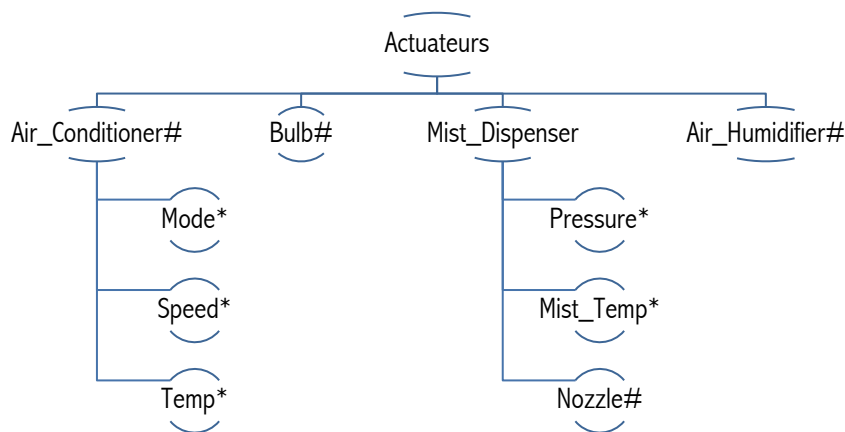 Actuateurs
Air_Conditioner#
Bulb#
Mist_Dispenser
Air_Humidifier#
Mode*
Speed*
Temp*
Pressure*
Mist_Temp*
Nozzle#